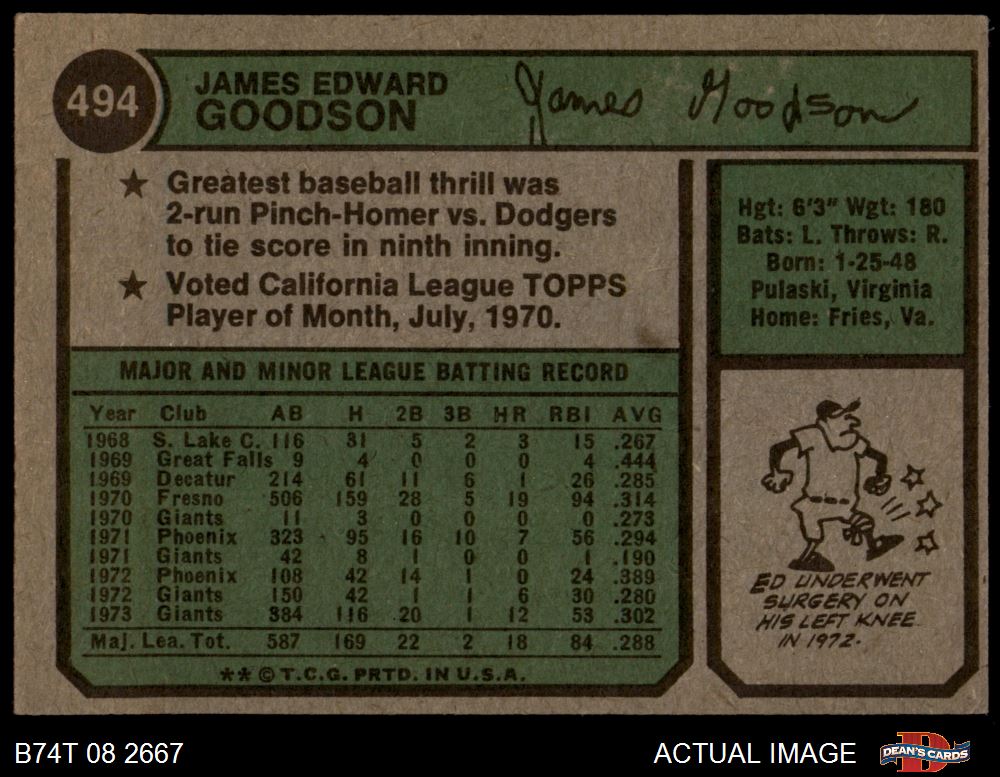 494
JAMES EDWARD
GOODSON
James Goodson
★ Greatest baseball thrill was
2-run Pinch-Homer vs. Dodgers
to tie score in ninth inning.
★ Voted California League TOPPS
Player of Month, July, 1970.
Hgt: 6'3" Wgt: 180
Bats: L. Throws: R.
Born: 1-25-48
Pulaski, Virginia
Home: Fries, Va.
MAJOR AND MINOR LEAGUE BATTING RECORD
Year Club AB H 2B 3B HR RBI AVG
1968 S. Lake C. 116 31 5 2 3 15 .267
1969 Great Falls 9 4 0 0 0 4 .444
1969 Decatur 214 61 11 6 1 26 .285
1970 Fresno 506 159 28 5 19 94 .314
1970 Giants 11 3 0 0 0 0 .273
1971 Phoenix 323 95 16 10 7 56 .294
1971 Giants 42 8 1 0 0 1 .190
1972 Phoenix 108 42 14 1 0 24 .389
1972 Giants 150 42 1 1 6 30 .280
1973 Giants 384 116 20 1 12 53 .302
Maj. Lea. Tot. 587 169 22 2 18 84 .288
** © T.C.G. PRTD. IN U.S.A.
ED UNDERWENT
SURGERY ON
HIS LEFT KNEE
IN 1972.
B74T 08 2667
ACTUAL IMAGE
DEAN'S CARDS